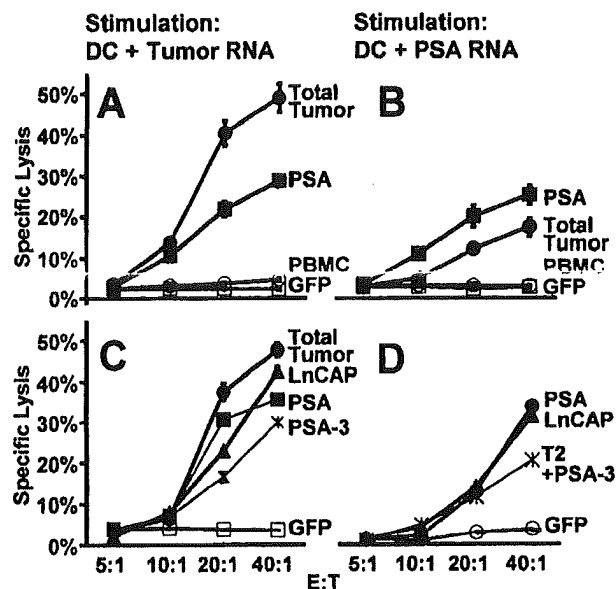 Stimulation:
DC + Tumor RNA
Stimulation:
DC + PSA RNA
A
Specific Lysis
50%
40%
30%
20%
10%
0%
Total
Tumor
PSA
PBMC
GFP
B
PSA
Total
Tumor
PBMC
GFP
C
Specific Lysis
50%
40%
30%
20%
10%
0%
Total
Tumor
LnCAP
PSA
PSA-3
GFP
D
PSA
LnCAP
T2
+PSA-3
GFP
5:1 10:1 20:1 40:1
5:1 10:1 20:1 40:1
E:T